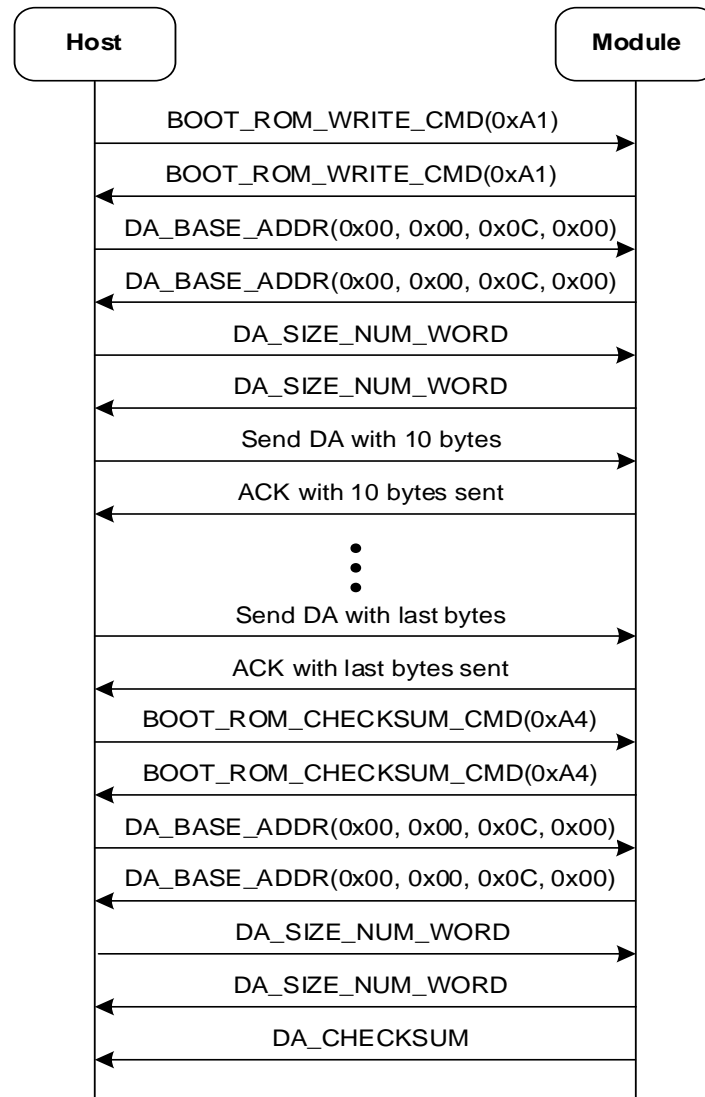 Host
Module
BOOT_ROM_WRITE_CMD(0xA1)
BOOT_ROM_WRITE_CMD(0xA1)
DA_BASE_ADDR(0x00, 0x00, 0x0C, 0x00)
DA_BASE_ADDR(0x00, 0x00, 0x0C, 0x00)
DA_SIZE_NUM_WORD
DA_SIZE_NUM_WORD
Send DA with 10 bytes
ACK with 10 bytes sent
Send DA with last bytes
ACK with last bytes sent
BOOT_ROM_CHECKSUM_CMD(0xA4)
BOOT_ROM_CHECKSUM_CMD(0xA4)
DA_BASE_ADDR(0x00, 0x00, 0x0C, 0x00)
DA_BASE_ADDR(0x00, 0x00, 0x0C, 0x00)
DA_SIZE_NUM_WORD
DA_SIZE_NUM_WORD
DA_CHECKSUM